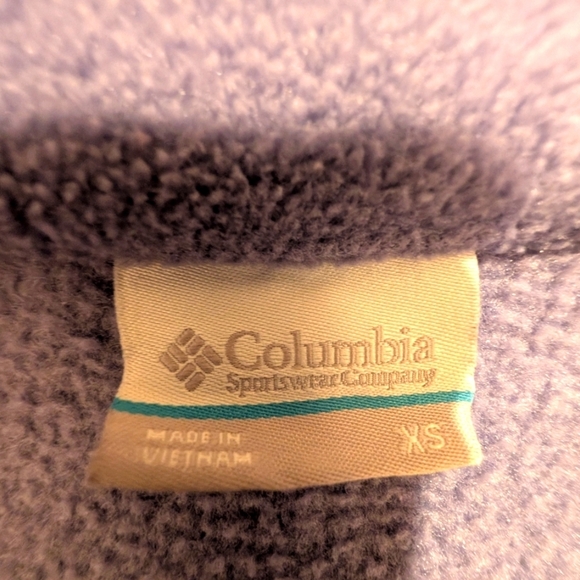 Columbia
Sportswear Company
MADE IN
VIETNAM
XS